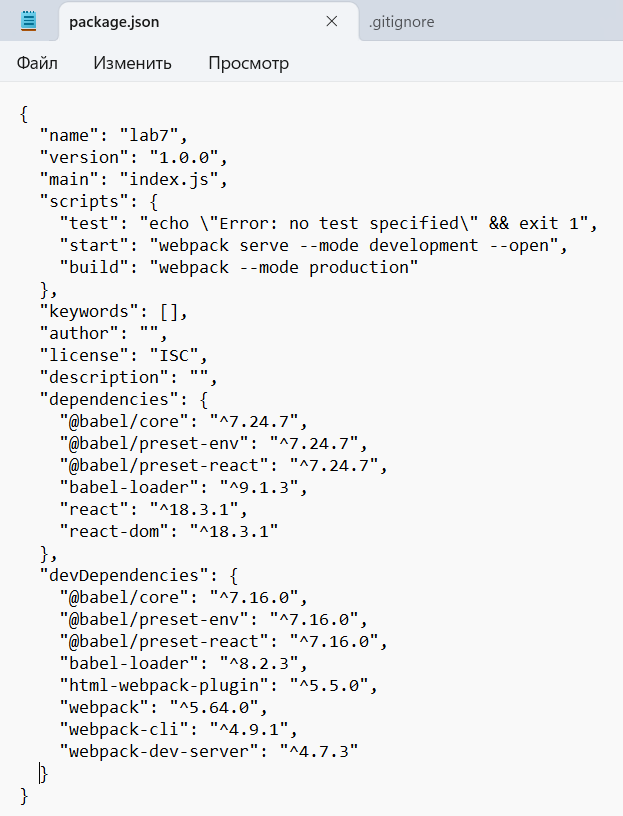 package.json
.gitignore
Файл Изменить Просмотр
{
  "name": "lab7",
  "version": "1.0.0",
  "main": "index.js",
  "scripts": {
    "test": "echo \"Error: no test specified\" && exit 1",
    "start": "webpack serve --mode development --open",
    "build": "webpack --mode production"
  },
  "keywords": [],
  "author": "",
  "license": "ISC",
  "description": "",
  "dependencies": {
    "@babel/core": "^7.24.7",
    "@babel/preset-env": "^7.24.7",
    "@babel/preset-react": "^7.24.7",
    "babel-loader": "^9.1.3",
    "react": "^18.3.1",
    "react-dom": "^18.3.1"
  },
  "devDependencies": {
    "@babel/core": "^7.16.0",
    "@babel/preset-env": "^7.16.0",
    "@babel/preset-react": "^7.16.0",
    "babel-loader": "^8.2.3",
    "html-webpack-plugin": "^5.5.0",
    "webpack": "^5.64.0",
    "webpack-cli": "^4.9.1",
    "webpack-dev-server": "^4.7.3"
  }
}